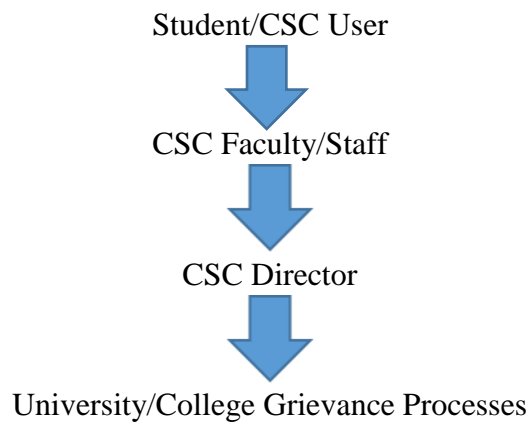 Student/CSC User
CSC Faculty/Staff
CSC Director
University/College Grievance Processes